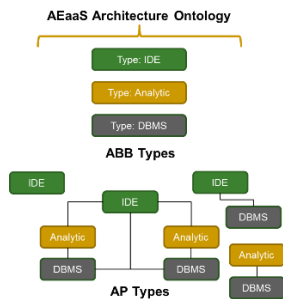 AEaaS Architecture Ontology
Type: IDE
Type: Analytic
Type: DBMS
ABB Types
IDE
IDE
IDE
DBMS
Analytic
Analytic
Analytic
DBMS
DBMS
DBMS
AP Types